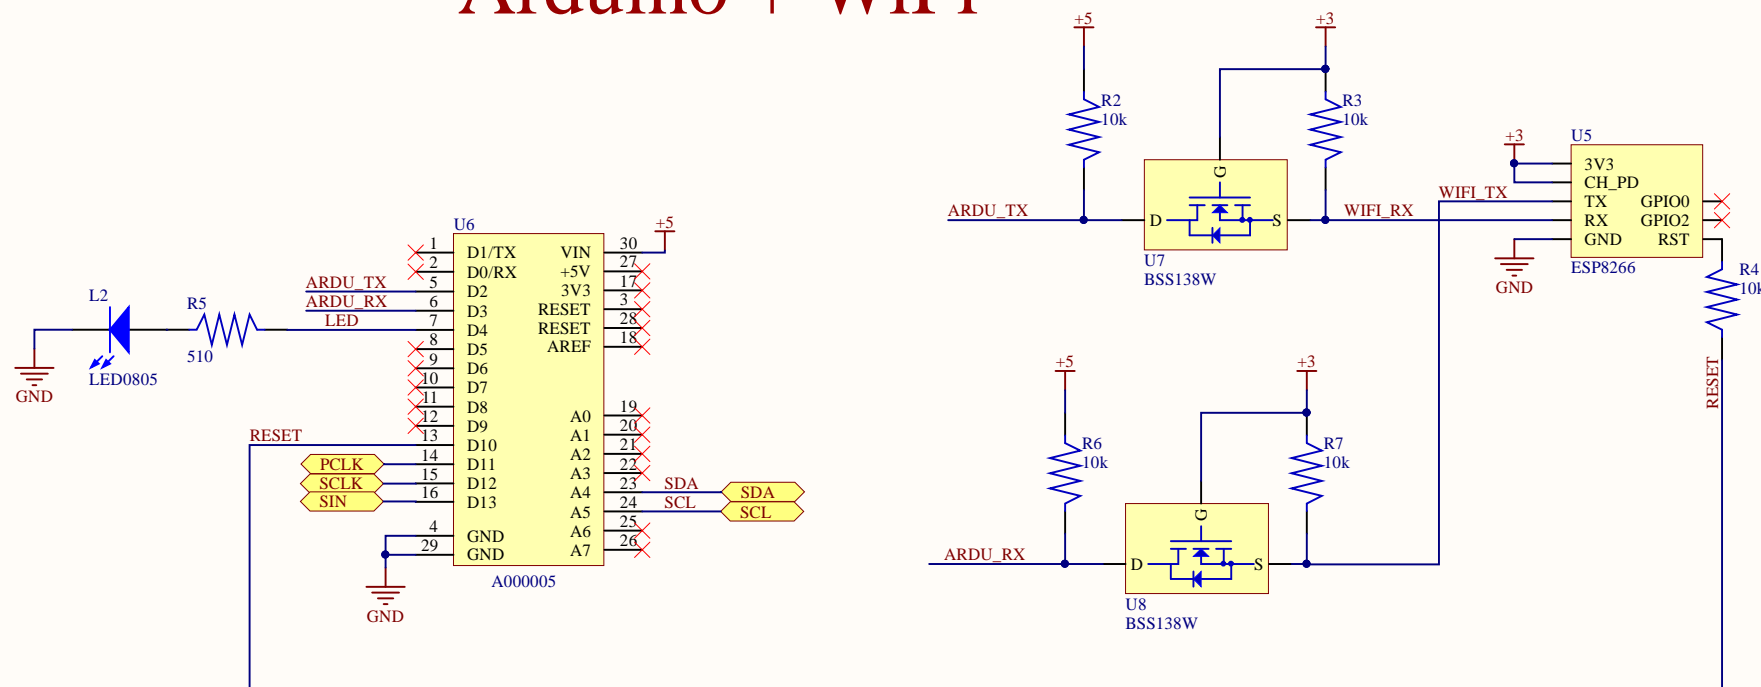 Arduino + WiFi
+5
+3
R2
10k
R3
10k
G
D
S
U7
BSS138W
ARDU_TX
WIFI_RX
WIFI_TX
+3
U5
3V3
CH_PD
TX
RX
GND
GPIO0
GPIO2
RST
ESP8266
GND
R4
10k
RESET
U6
1 D1/TX
2 D0/RX
ARDU_TX 5 D2
ARDU_RX 6 D3
LED 7 D4
8 D5
9 D6
10 D7
11 D8
12 D9
RESET 13 D10
PCLK 14 D11
SCLK 15 D12
SIN 16 D13
4 GND
29 GND
GND
+5
VIN 30
+5V 27
3V3 17
RESET 3
RESET 28
AREF 18
A0 19
A1 20
A2 21
A3 22
A4 23 SDA SDA
A5 24 SCL SCL
A6 25
A7 26
A000005
L2
LED0805
R5
510
GND
+5
+3
R6
10k
R7
10k
G
D
S
U8
BSS138W
ARDU_RX